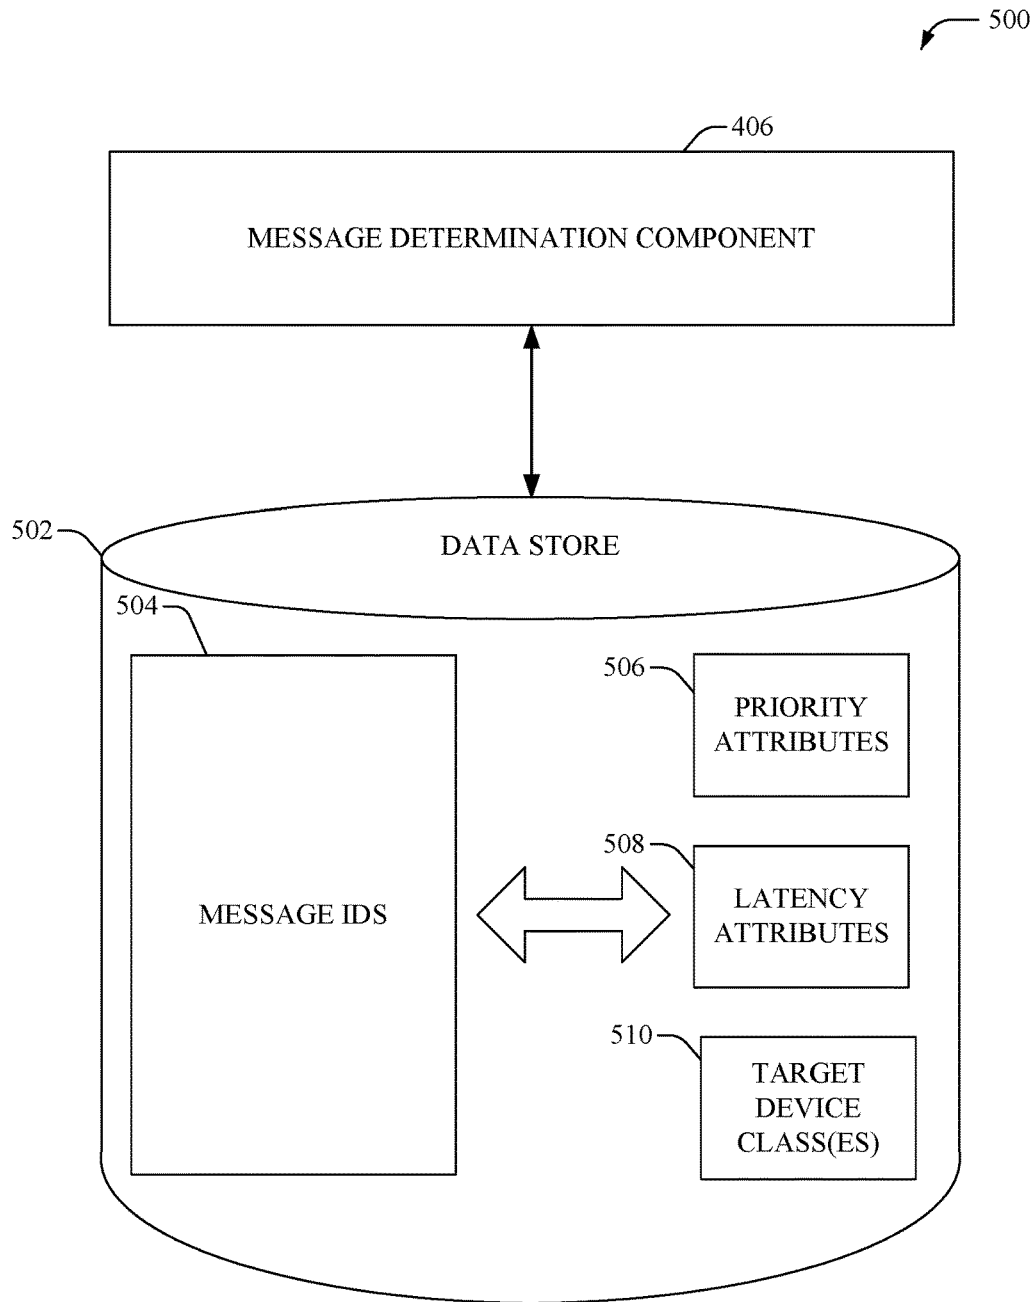 500
406
MESSAGE DETERMINATION COMPONENT
502
DATA STORE
504
506
PRIORITY
ATTRIBUTES
508
MESSAGE IDS
LATENCY
ATTRIBUTES
510
TARGET
DEVICE
CLASS(ES)